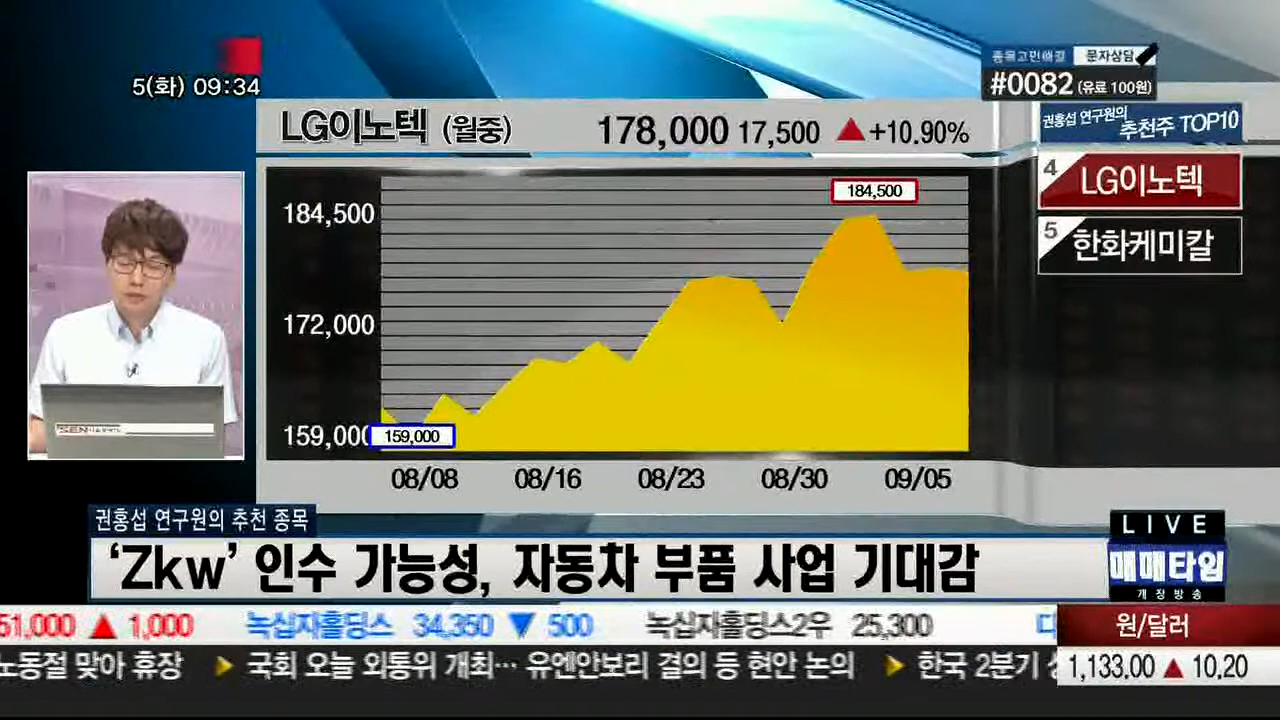 5(화) 09:34
종목고민해결 문자상담
#0082 (유료 100원)
LG이노텍 (월중) 178,000 17,500 ▲+10.90%
권홍섭 연구원의 추천주 TOP10
4 LG이노텍
5 한화케미칼
184,500
184,500
172,000
159,000
159,000
08/08 08/16 08/23 08/30 09/05
권홍섭 연구원의 추천 종목
‘Zkw’ 인수 가능성, 자동차 부품 사업 기대감
LIVE
매매타임
개장방송
51,000 ▲ 1,000 녹십자홀딩스 34,350 ▼ 500 녹십자홀딩스2우 25,300
원/달러
노동절 맞아 휴장 ▶ 국회 오늘 외통위 개최… 유엔안보리 결의 등 현안 논의 ▶ 한국 2분기
1,133.00 ▲ 10,20